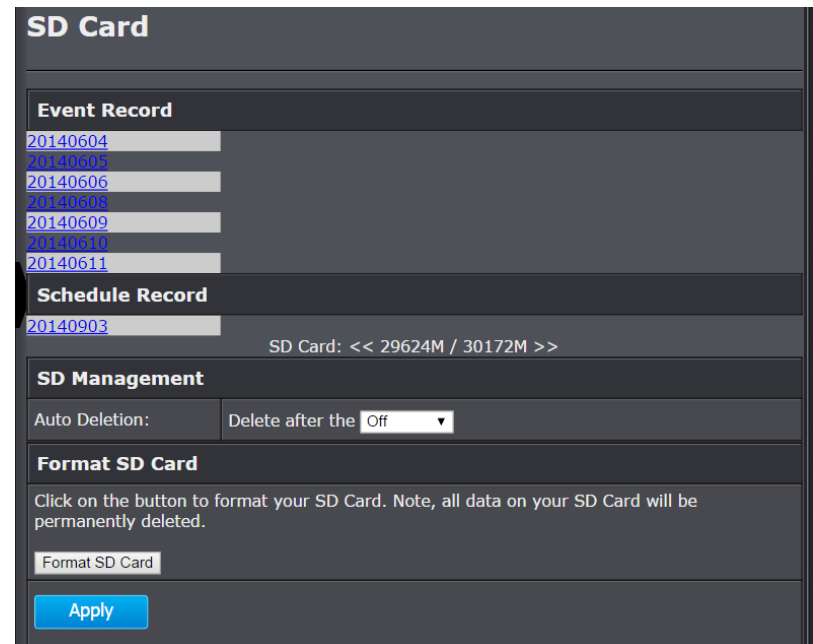 SD Card
Event Record
20140604
20140605
20140606
20140608
20140609
20140610
20140611
Schedule Record
20140903
SD Card: << 29624M / 30172M >>
SD Management
Auto Deletion: Delete after the Off
Format SD Card
Click on the button to format your SD Card. Note, all data on your SD Card will be
permanently deleted.
Format SD Card
Apply